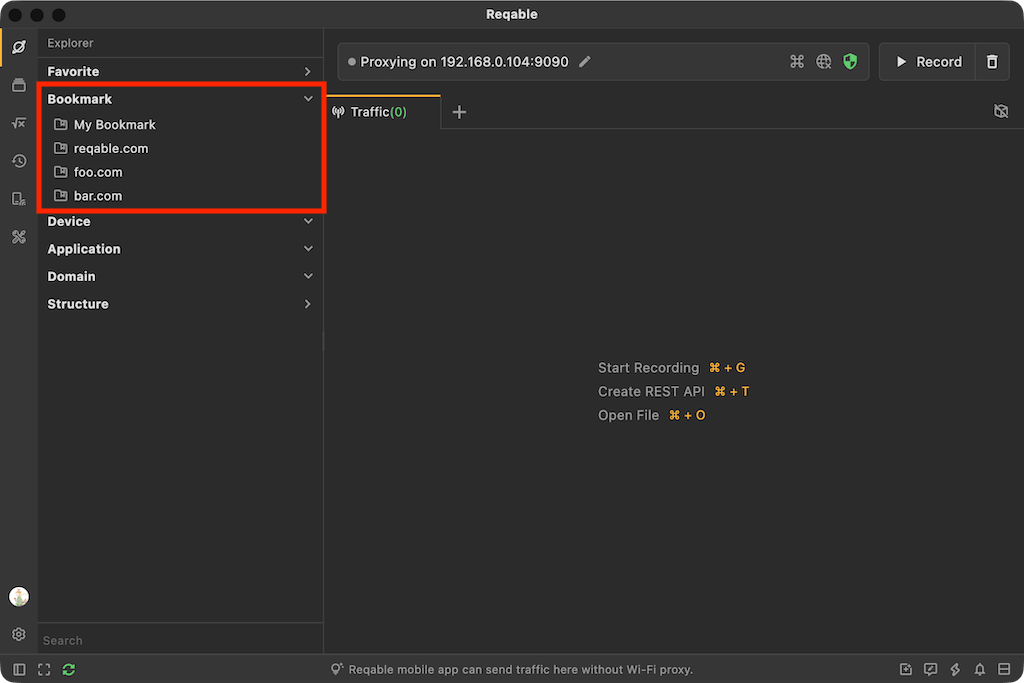 Reqable
Explorer
Favorite
Bookmark
My Bookmark
reqable.com
foo.com
bar.com
Device
Application
Domain
Structure
Search
Proxying on 192.168.0.104:9090
Record
Traffic(0)
Start Recording ⌘ + G
Create REST API ⌘ + T
Open File ⌘ + O
Reqable mobile app can send traffic here without Wi-Fi proxy.